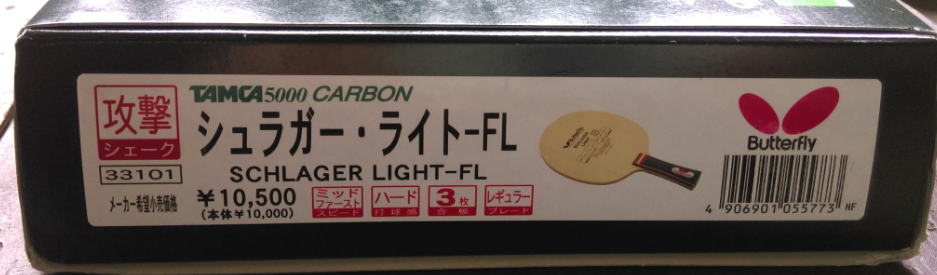 攻撃
シェーク
33101
メーカー希望小売価格
TAMCA5000 CARBON
シュラガー・ライト-FL
SCHLAGER LIGHT-FL
¥10,500
(本体¥10,000)
ミッド
ファースト
スピード
ハード
打球感
3枚
合板
レギュラー
ブレード
Butterfly
4 906901 055773 HF